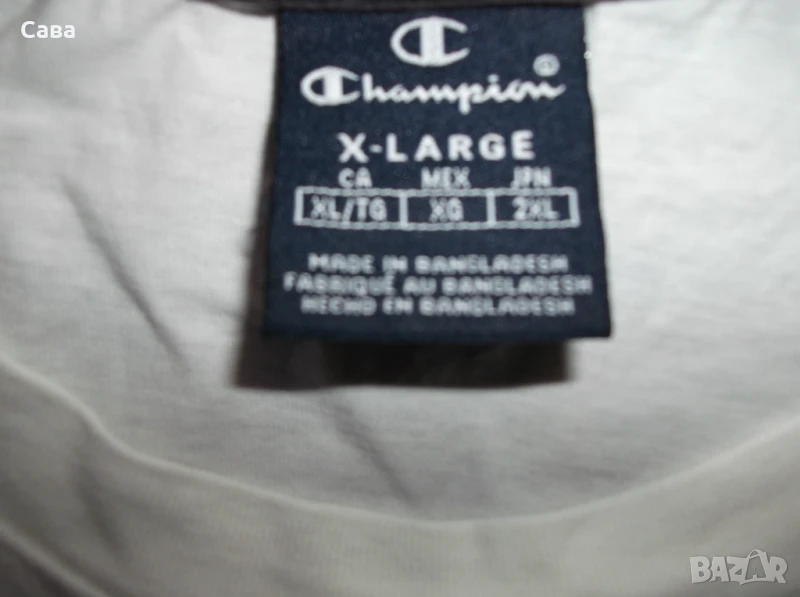 Сава
Champion ®
X-LARGE
CA MEX JPN
XL/TG XG 2XL
MADE IN BANGLADESH
FABRIQUÉ AU BANGLADESH
HECHO EN BANGLADESH
BAZAR